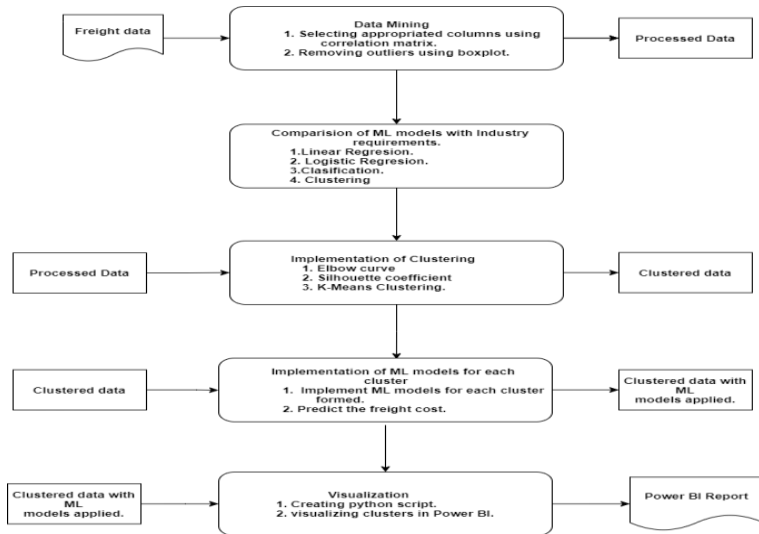 Freight data
Data Mining
1. Selecting appropriated columns using
correlation matrix.
2. Removing outliers using boxplot.
Processed Data
Comparision of ML models with Industry
requirements.
1.Linear Regresion.
2. Logistic Regresion.
3.Clasification.
4. Clustering
Processed Data
Implementation of Clustering
1. Elbow curve
2. Silhouette coefficient
3. K-Means Clustering.
Clustered data
Clustered data
Implementation of ML models for each
cluster
1. Implement ML models for each cluster
formed.
2. Predict the freight cost.
Clustered data with
ML
models applied.
Clustered data with
ML
models applied.
Visualization
1. Creating python script.
2. visualizing clusters in Power BI.
Power BI Report